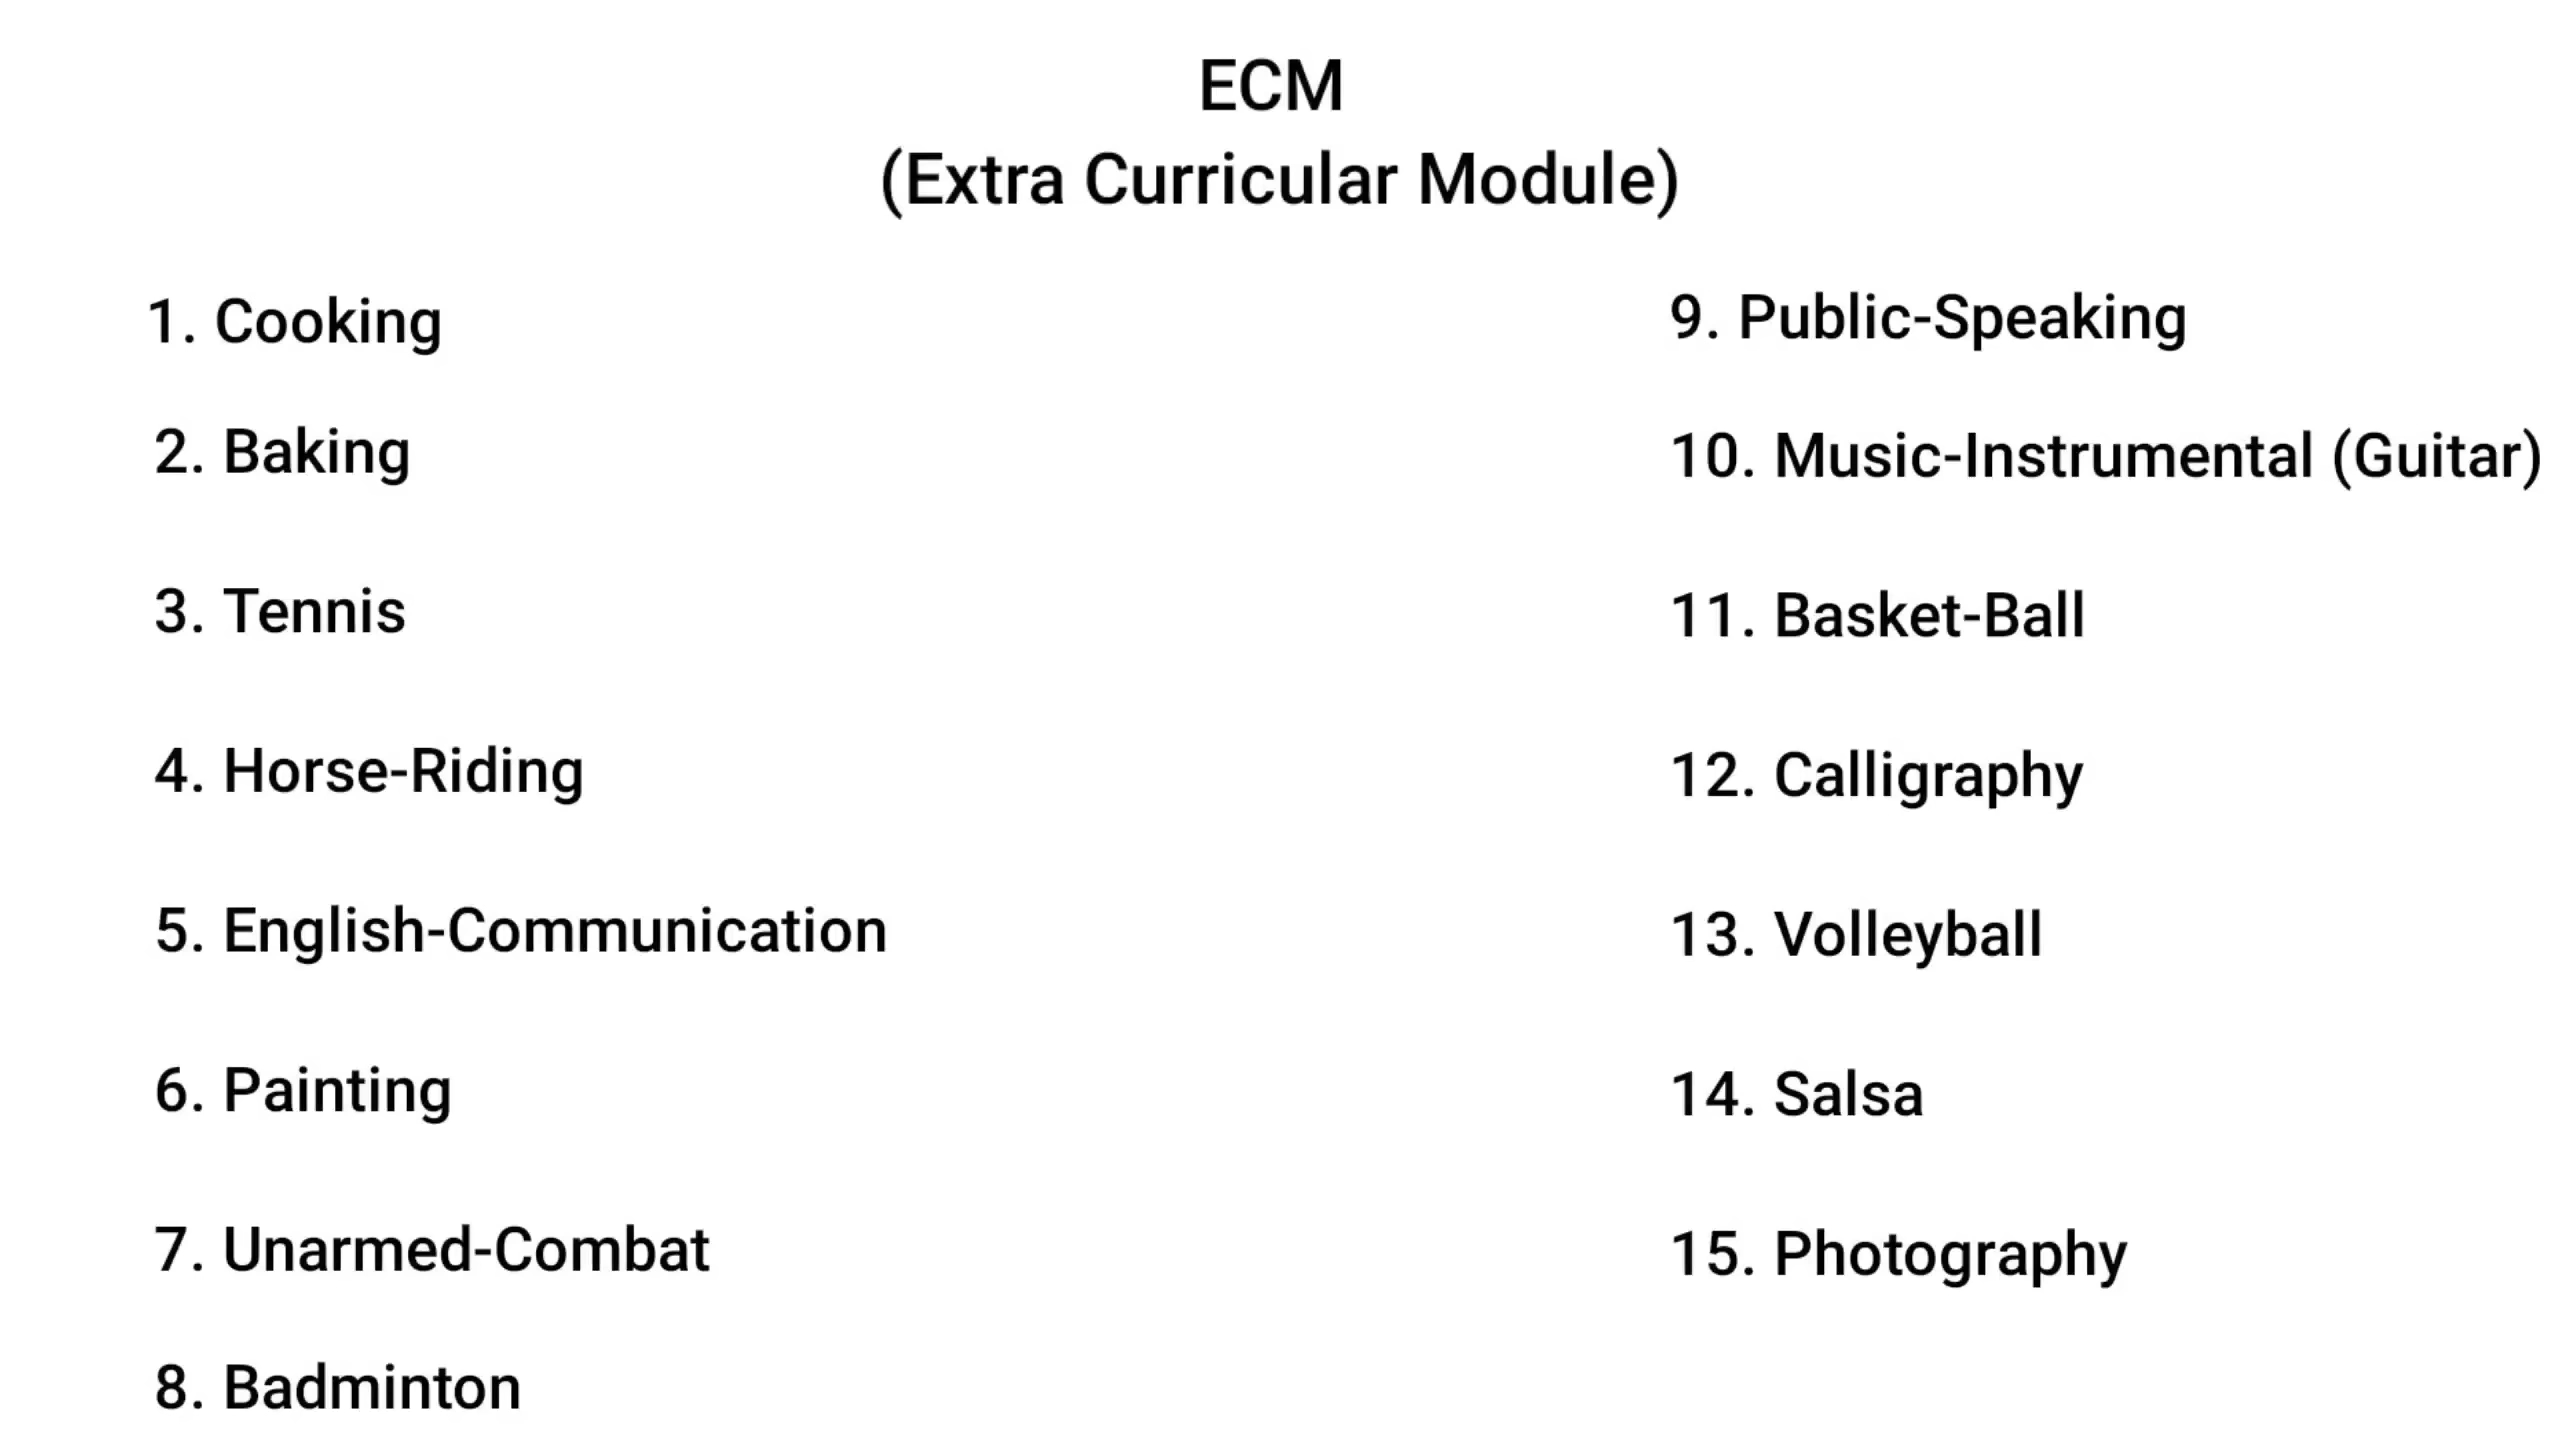 ECM
(Extra Curricular Module)
1. Cooking
2. Baking
3. Tennis
4. Horse-Riding
5. English-Communication
6. Painting
7. Unarmed-Combat
8. Badminton
9. Public-Speaking
10. Music-Instrumental (Guitar)
11. Basket-Ball
12. Calligraphy
13. Volleyball
14. Salsa
15. Photography